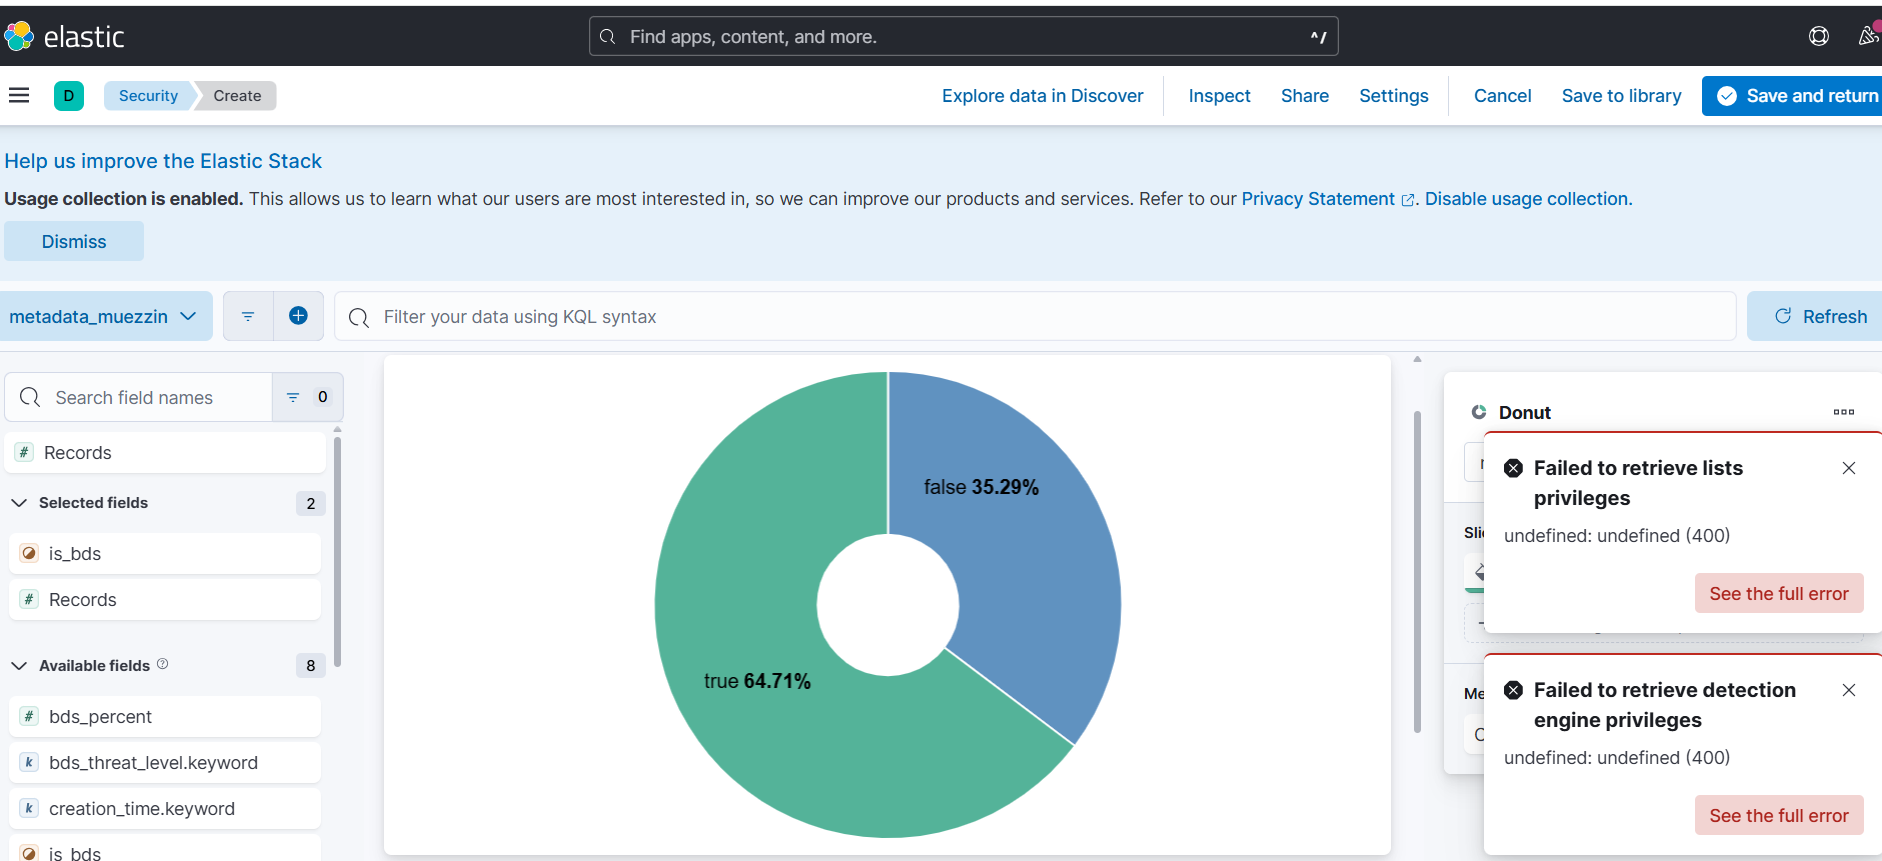 elastic
Find apps, content, and more.
^/
D
Security
Create
Explore data in Discover
Inspect
Share
Settings
Cancel
Save to library
Save and return
Help us improve the Elastic Stack
Usage collection is enabled. This allows us to learn what our users are most interested in, so we can improve our products and services. Refer to our Privacy Statement. Disable usage collection.
Dismiss
metadata_muezzin
Filter your data using KQL syntax
Refresh
Search field names
0
# Records
Selected fields
2
is_bds
# Records
Available fields
8
# bds_percent
k bds_threat_level.keyword
k creation_time.keyword
is_bds
false 35.29%
true 64.71%
Donut
Failed to retrieve lists
privileges
undefined: undefined (400)
See the full error
Failed to retrieve detection
engine privileges
undefined: undefined (400)
See the full error